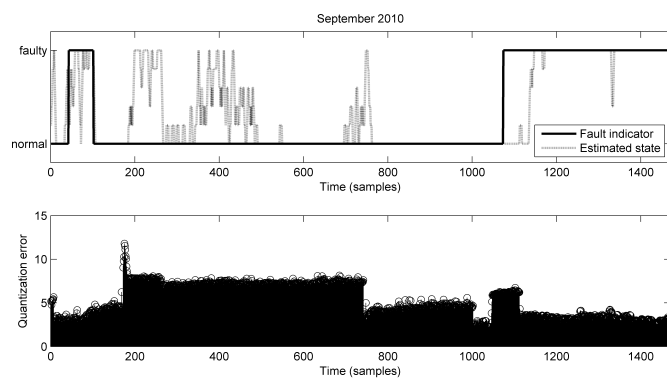 September 2010
faulty
normal
Fault indicator
Estimated state
0 200 400 600 800 1000 1200 1400
Time (samples)
15
10
5
0
Quantization error
0 200 400 600 800 1000 1200 1400
Time (samples)